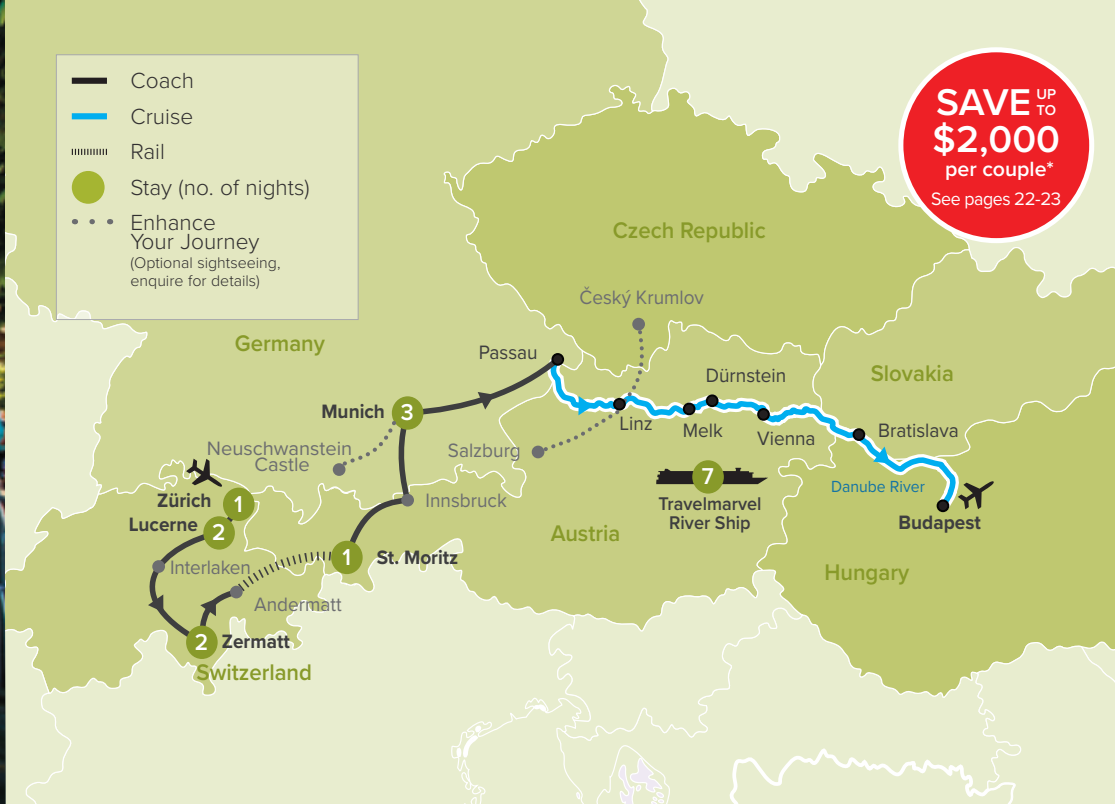 Coach
Cruise
Rail
Stay (no. of nights)
Enhance
Your Journey
(Optional sightseeing,
enquire for details)
SAVE UP TO
$2,000
per couple*
See pages 22-23
Czech Republic
Český Krumlov
Germany
Passau
Slovakia
Dürnstein
Munich
3
Linz
Melk
Vienna
Bratislava
Neuschwanstein
Castle
Salzburg
7
Travelmarvel
River Ship
Danube River
Zürich
1
Innsbruck
Lucerne
2
Budapest
Austria
1
St. Moritz
Interlaken
Hungary
Andermatt
2
Zermatt
Switzerland